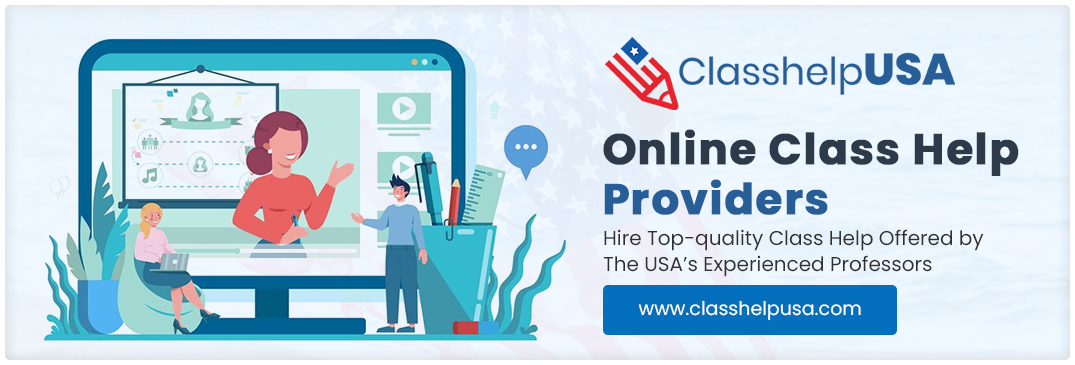 ClasshelpUSA
Online Class Help
Providers
Hire Top-quality Class Help Offered by
The USA's Experienced Professors
www.classhelpusa.com